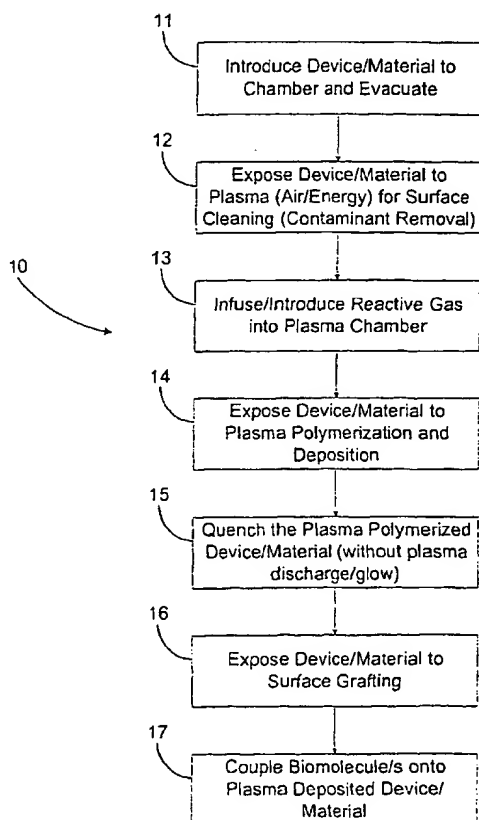 11
Introduce Device/Material to
Chamber and Evacuate
12
Expose Device/Material to
Plasma (Air/Energy) for Surface
Cleaning (Contaminant Removal)
10
13
Infuse/Introduce Reactive Gas
into Plasma Chamber
14
Expose Device/Material to
Plasma Polymerization and
Deposition
15
Quench the Plasma Polymerized
Device/Material (without plasma
discharge/glow)
16
Expose Device/Material to
Surface Grafting
17
Couple Biomolecule/s onto
Plasma Deposited Device/
Material